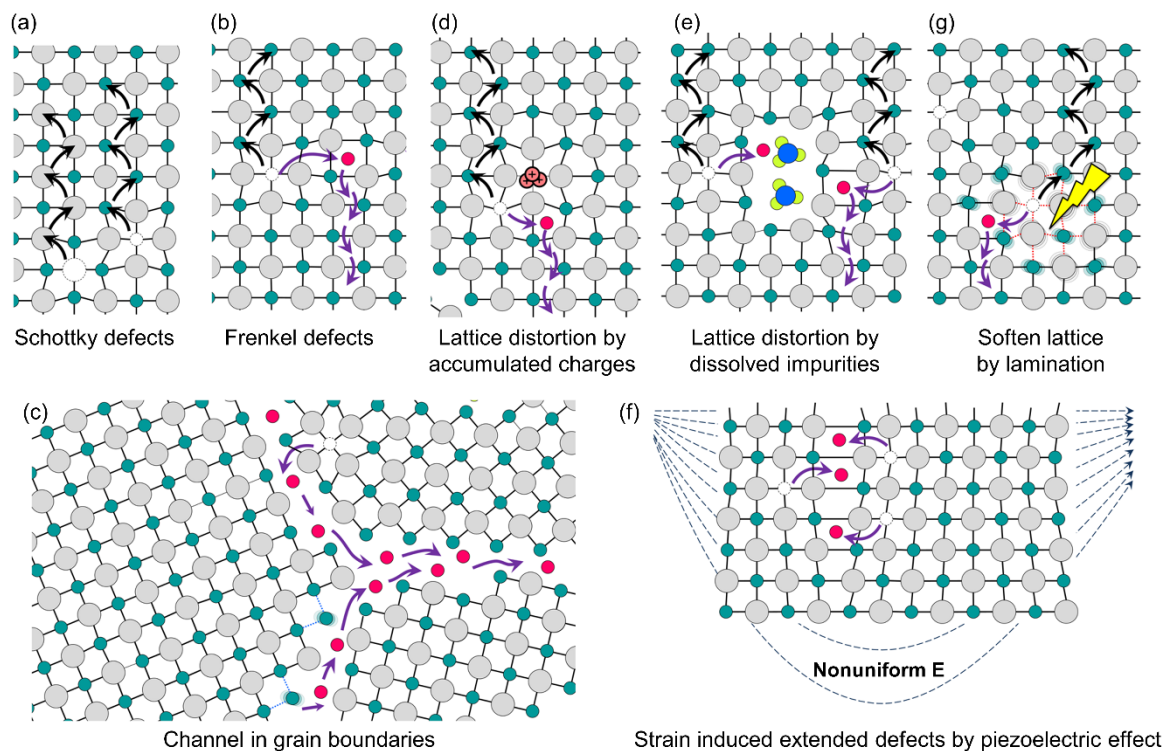 (a)
(b)
(d)
(e)
(g)
+
+ +
Schottky defects
Frenkel defects
Lattice distortion by
accumulated charges
Lattice distortion by
dissolved impurities
Soften lattice
by lamination
(c)
(f)
Nonuniform E
Channel in grain boundaries
Strain induced extended defects by piezoelectric effect